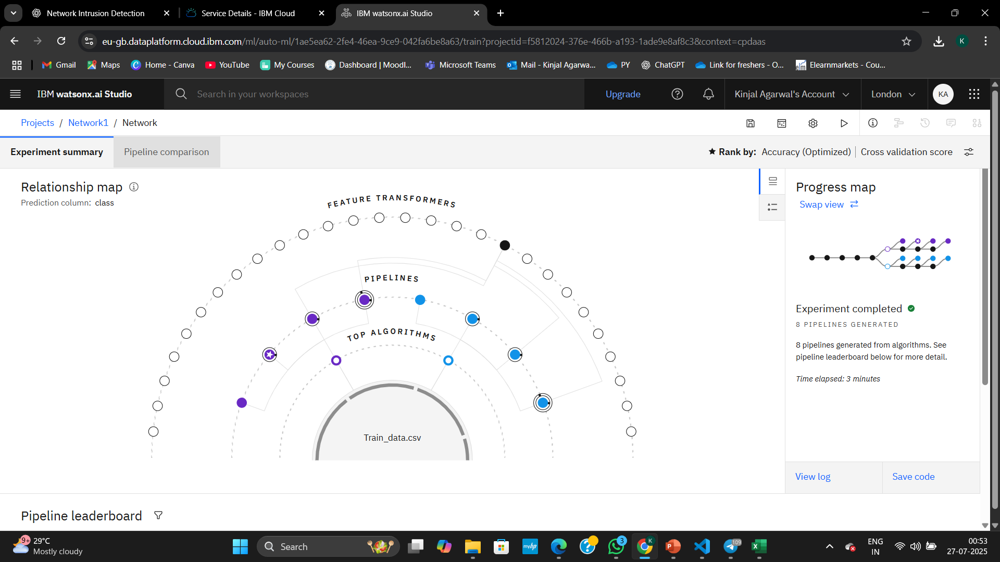 Network Intrusion Detection
Service Details - IBM Cloud
IBM watsonx.ai Studio
eu-gb.dataplatform.cloud.ibm.com/ml/auto-ml/1ae5ea62-2fe4-46ea-9ce9-042fa6be8a63/train?projectid=f5812024-376e-466b-a193-1ade9e8af8c3&context=cpdaas
K
Gmail
Maps
Home - Canva
YouTube
My Courses
Dashboard | Moodl...
Microsoft Teams
Mail - Kinjal Agarwa...
PY
ChatGPT
Link for freshers - O...
Elearnmarkets - Cou...
IBM watsonx.ai Studio
Search in your workspaces
Upgrade
Kinjal Agarwal's Account
London
KA
Projects / Network1 / Network
Experiment summary
Pipeline comparison
Rank by: Accuracy (Optimized) | Cross validation score
Relationship map
Prediction column: class
FEATURE TRANSFORMERS
PIPELINES
TOP ALGORITHMS
Train_data.csv
Progress map
Swap view
Experiment completed
8 PIPELINES GENERATED
8 pipelines generated from algorithms. See
pipeline leaderboard below for more detail.
Time elapsed: 3 minutes
View log
Save code
Pipeline leaderboard
9+
29°C
Mostly cloudy
Search
myhp
3
K
109
ENG
IN
00:53
27-07-2025